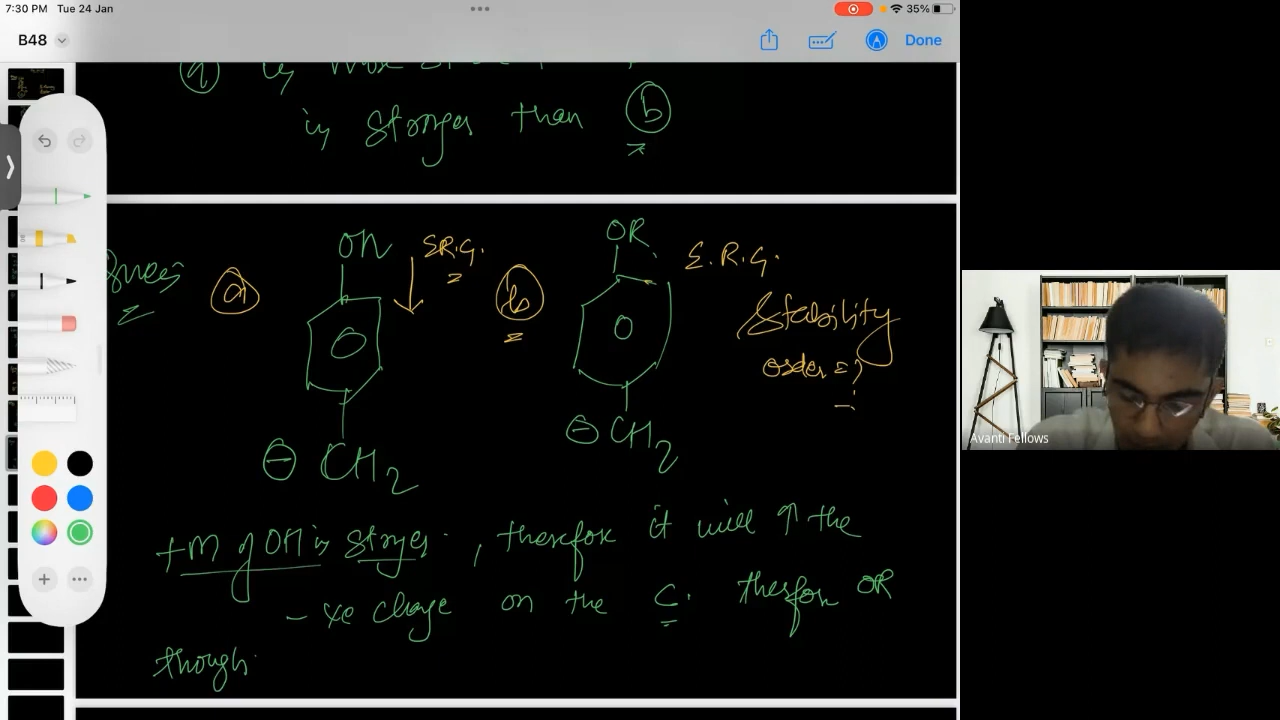 7:30 PM Tue 24 Jan
35%
B48
Done
a is
is stronger than b
Ques
a
OH
E.R.G.
b
OR
E.R.G.
Stability
order = ?
⊖ CH2
⊖ CH2
+M of OH is stronger, therefore it will ↑ the
-ve charge on the C. therefore OR
though
Avanti Fellows